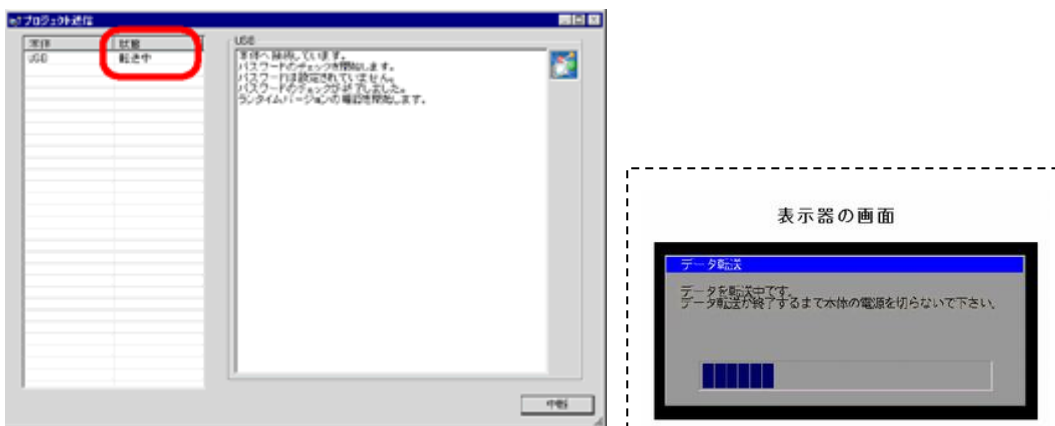 プロジェクト送信
本体 状態
USB 転送中
USB
本体へ接続しています。
パスワードのチェックを開始します。
パスワードは設定されていません。
パスワードのチェックが終了しました。
ランタイムバージョンの確認を開始します。
中断
表示器の画面
データ転送
データを転送中です。
データ転送が終了するまで本体の電源を切らないで下さい。